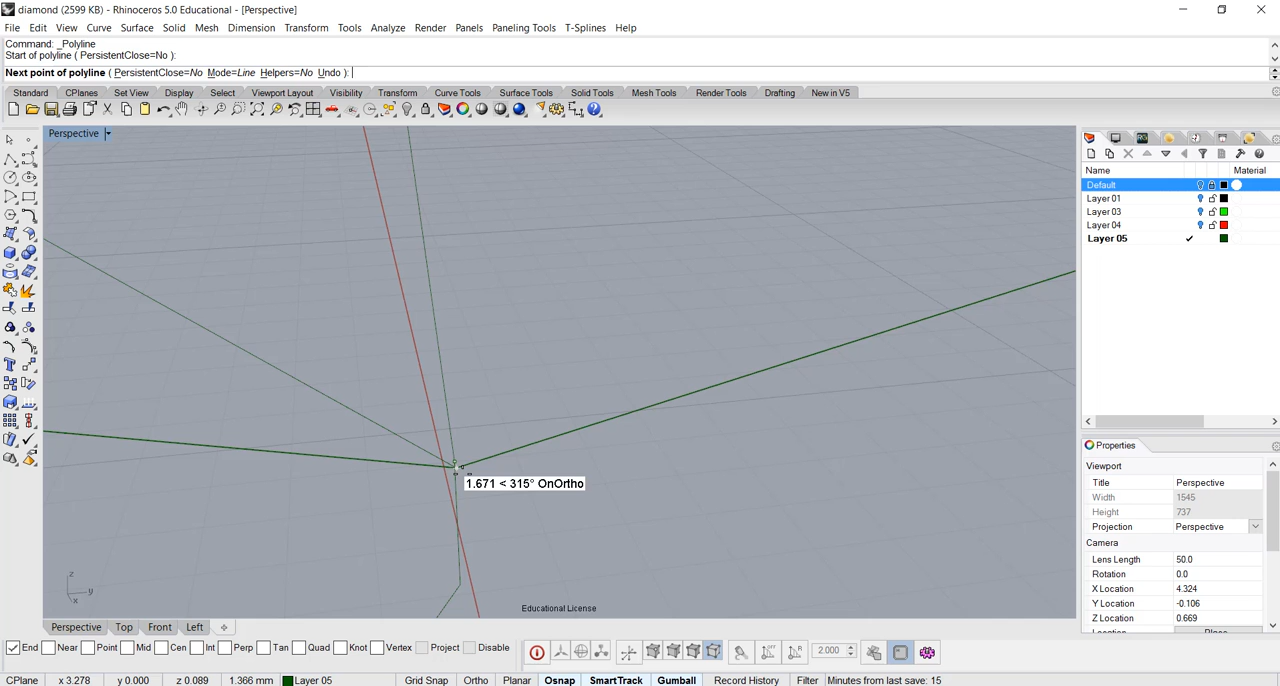 diamond (2599 KB) - Rhinoceros 5.0 Educational - [Perspective]
File Edit View Curve Surface Solid Mesh Dimension Transform Tools Analyze Render Panels Paneling Tools T-Splines Help
Command: _Polyline
Start of polyline ( PersistentClose=No ):
Next point of polyline ( PersistentClose=No Mode=Line Helpers=No Undo ):
Standard CPlanes Set View Display Select Viewport Layout Visibility Transform Curve Tools Surface Tools Solid Tools Mesh Tools Render Tools Drafting New in V5
Perspective
Name Material
Default
Layer 01
Layer 03
Layer 04
Layer 05
1.671 < 315° OnOrtho
Properties
Viewport
Title Perspective
Width 1545
Height 737
Projection Perspective
Camera
Lens Length 50.0
Rotation 0.0
X Location 4.324
Y Location -0.106
Z Location 0.669
z
y
x
Educational License
Perspective Top Front Left
End Near Point Mid Cen Int Perp Tan Quad Knot Vertex Project Disable
2.000
CPlane x 3.278 y 0.000 z 0.089 1.366 mm Layer 05 Grid Snap Ortho Planar Osnap SmartTrack Gumball Record History Filter Minutes from last save: 15